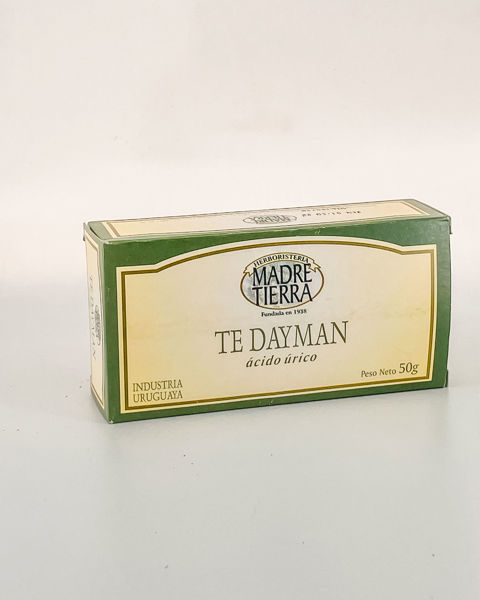 HERBORISTERIA
MADRE
TIERRA
Fundada en 1938
TE DAYMAN
ácido úrico
Peso Neto 50g
INDUSTRIA
URUGUAYA